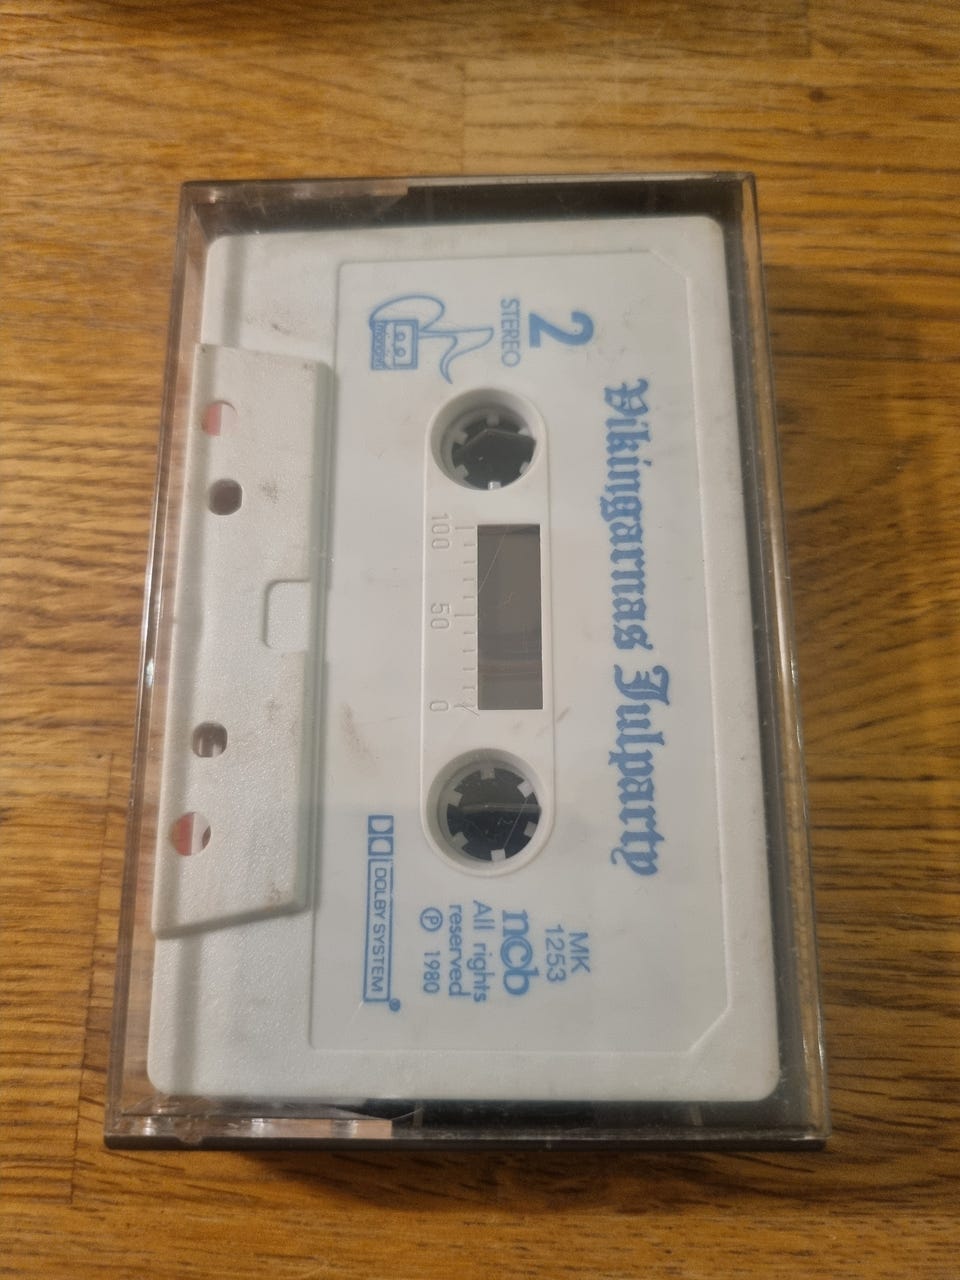 Vikingarnas Julparty
2
STEREO
100 50 0
MK
1253
ncb
All rights
reserved
℗ 1980
DOLBY SYSTEM®